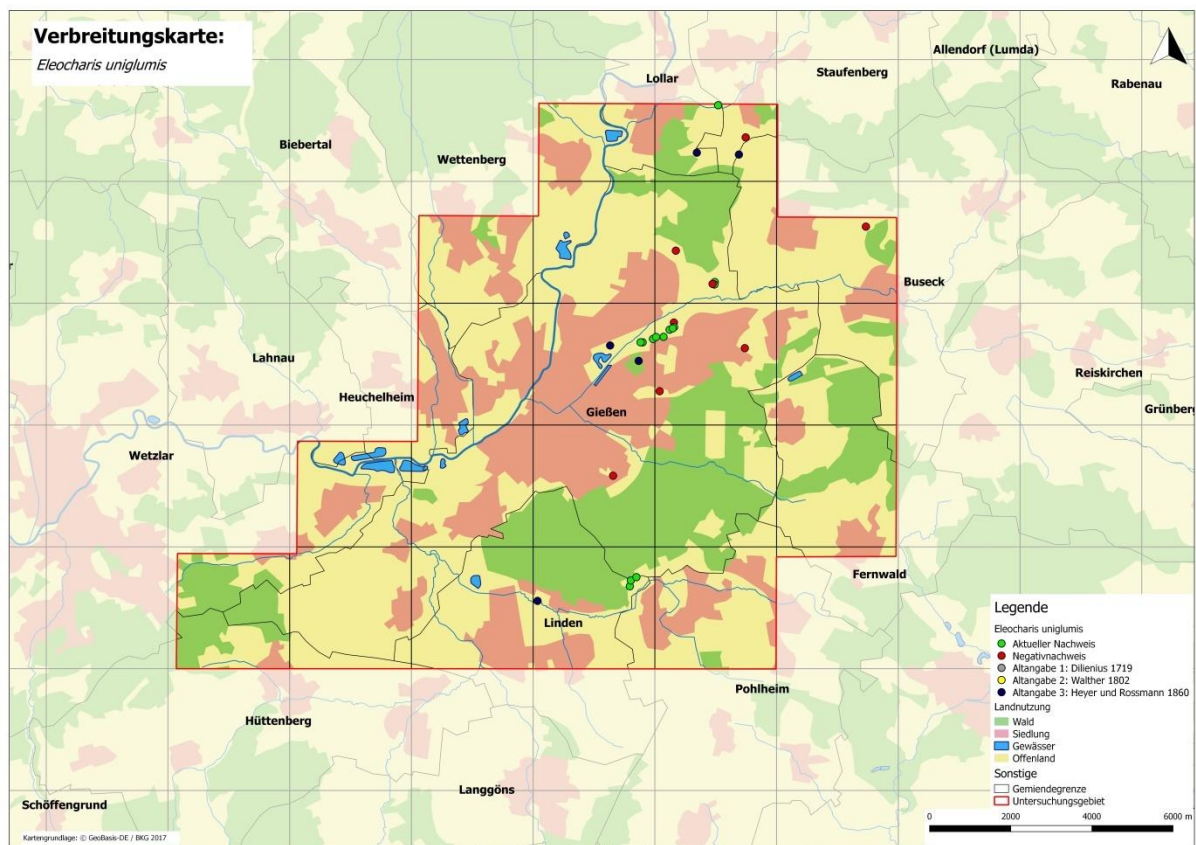 Verbreitungskarte:
Eleocharis uniglumis
Allendorf (Lumda)
Lollar
Staufenberg
Rabenau
Biebertal
Wettenberg
Buseck
Lahnau
Heuchelheim
Reiskirchen
Gießen
Grünberg
Wetzlar
Fernwald
Linden
Pohlheim
Hüttenberg
Langgöns
Schöffengrund
Legende
Eleocharis uniglumis
Aktueller Nachweis
Negativnachweis
Altangabe 1: Dillenius 1719
Altangabe 2: Walther 1802
Altangabe 3: Heyer und Rossmann 1860
Landnutzung
Wald
Siedlung
Gewässer
Offenland
Sonstige
Gemiendegrenze
Untersuchungsgebiet
0 2000 4000 6000 m
Kartengrundlage: © GeoBasis-DE / BKG 2017